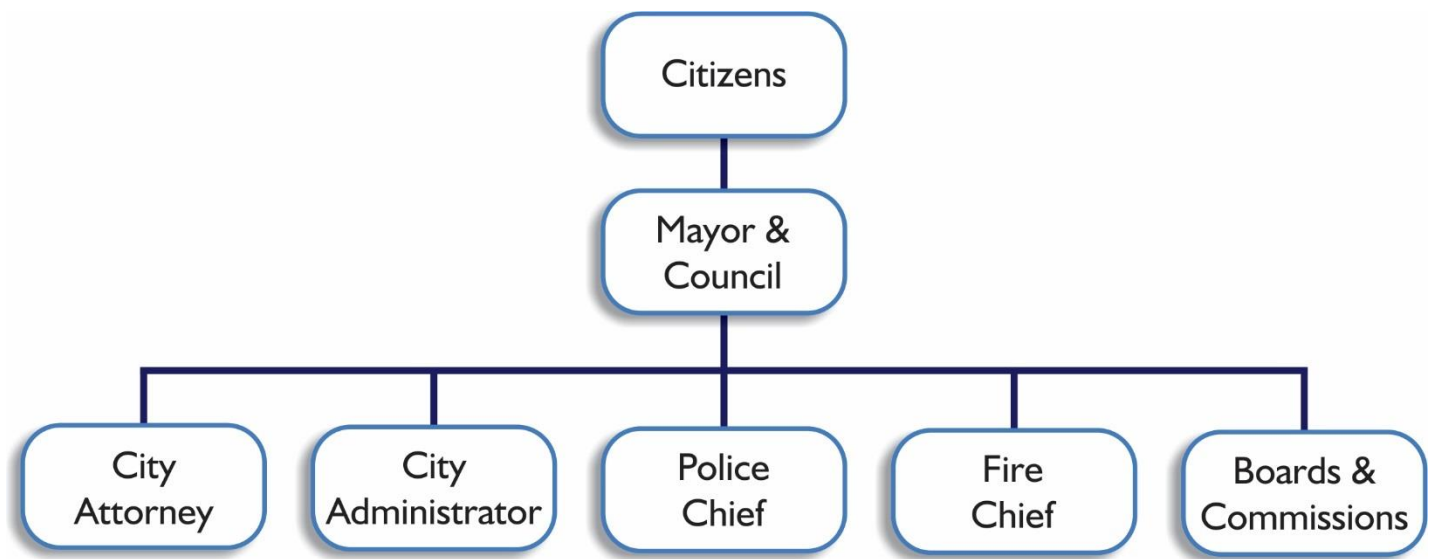 Citizens
Mayor &
Council
City
Attorney
City
Administrator
Police
Chief
Fire
Chief
Boards &
Commissions